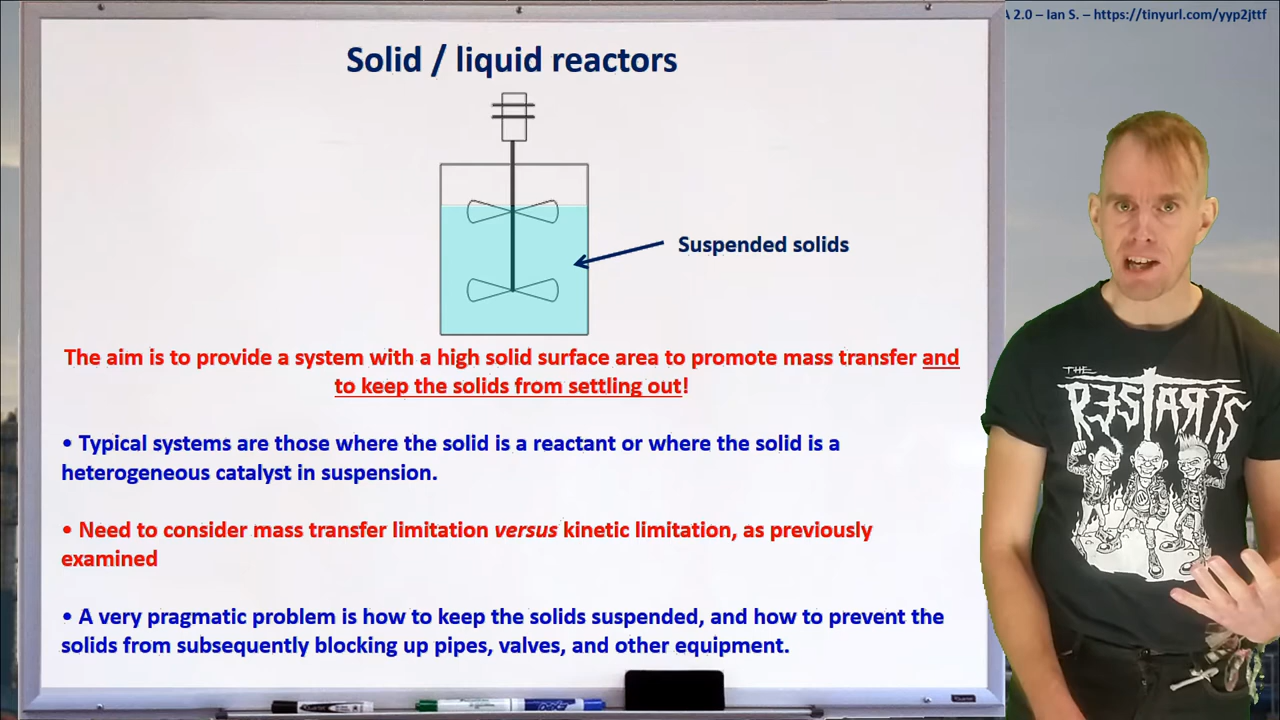 2.0 – Ian S. – https://tinyurl.com/yyp2jttf
Solid / liquid reactors
Suspended solids
The aim is to provide a system with a high solid surface area to promote mass transfer and
to keep the solids from settling out!
• Typical systems are those where the solid is a reactant or where the solid is a
heterogeneous catalyst in suspension.
• Need to consider mass transfer limitation versus kinetic limitation, as previously
examined
• A very pragmatic problem is how to keep the solids suspended, and how to prevent the
solids from subsequently blocking up pipes, valves, and other equipment.
THE
RESTARTS